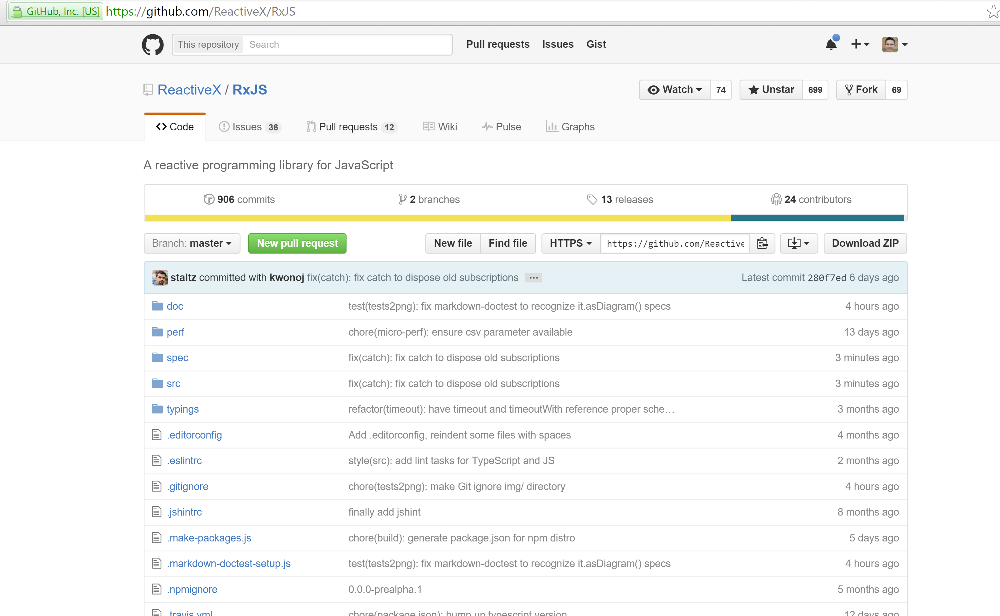 GitHub, Inc. [US] https://github.com/ReactiveX/RxJS
This repository Search Pull requests Issues Gist
ReactiveX / RxJS Watch 74 Unstar 699 Fork 69
Code Issues 36 Pull requests 12 Wiki Pulse Graphs
A reactive programming library for JavaScript
906 commits 2 branches 13 releases 24 contributors
Branch: master New pull request New file Find file HTTPS https://github.com/Reactive Download ZIP
staltz committed with kwonoj fix(catch): fix catch to dispose old subscriptions ... Latest commit 280f7ed 6 days ago
doc test(tests2png): fix markdown-doctest to recognize it.asDiagram() specs 4 hours ago
perf chore(micro-perf): ensure csv parameter available 13 days ago
spec fix(catch): fix catch to dispose old subscriptions 3 minutes ago
src fix(catch): fix catch to dispose old subscriptions 3 minutes ago
typings refactor(timeout): have timeout and timeoutWith reference proper sche… 3 months ago
.editorconfig Add .editorconfig, reindent some files with spaces 4 months ago
.eslintrc style(src): add lint tasks for TypeScript and JS 2 months ago
.gitignore chore(tests2png): make Git ignore img/ directory 4 hours ago
.jshintrc finally add jshint 8 months ago
.make-packages.js chore(build): generate package.json for npm distro 5 days ago
.markdown-doctest-setup.js test(tests2png): fix markdown-doctest to recognize it.asDiagram() specs 4 hours ago
.npmignore 0.0.0-prealpha.1 5 months ago
.travis.yml chore(package.json): bump up typescript version 12 days ago